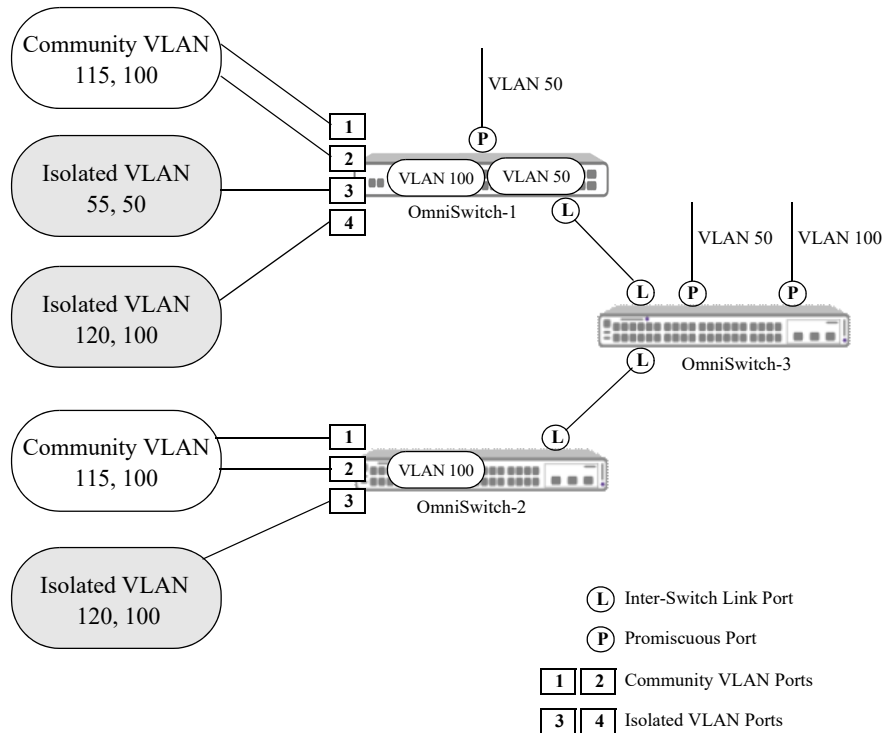 Community VLAN
115, 100
VLAN 50
1
2
P
Isolated VLAN
55, 50
3
VLAN 100
VLAN 50
4
OmniSwitch-1
L
VLAN 50
VLAN 100
Isolated VLAN
120, 100
L
P
P
L
OmniSwitch-3
Community VLAN
115, 100
1
L
2
VLAN 100
3
OmniSwitch-2
Isolated VLAN
120, 100
L Inter-Switch Link Port
P Promiscuous Port
1 2 Community VLAN Ports
3 4 Isolated VLAN Ports